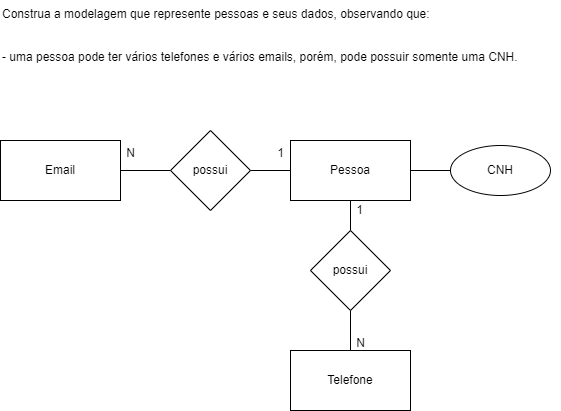 Construa a modelagem que represente pessoas e seus dados, observando que:
- uma pessoa pode ter vários telefones e vários emails, porém, pode possuir somente uma CNH.
N
1
Email
possui
Pessoa
CNH
1
possui
N
Telefone